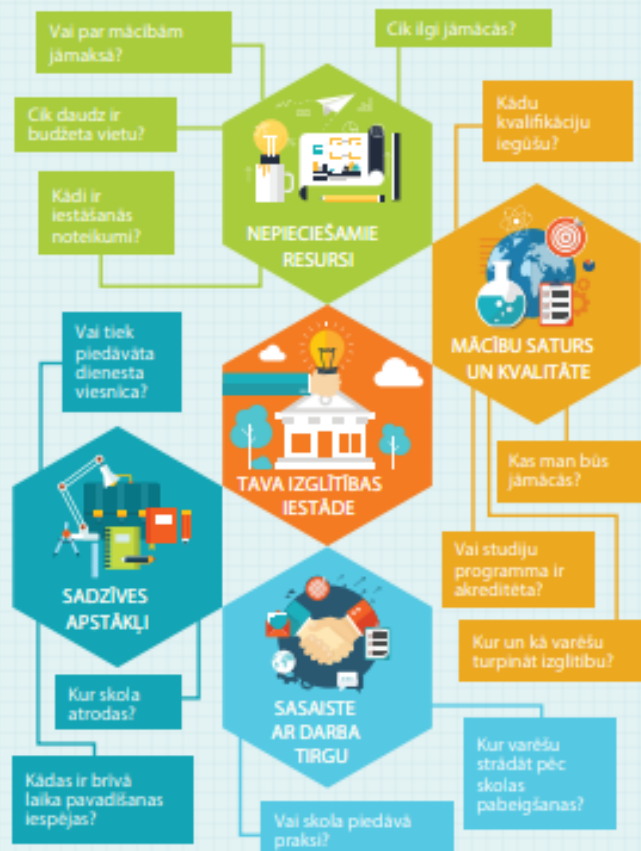 Vai par mācībām
jāmaksā?
Cik ilgi jāmācās?
Cik daudz ir
budžeta vietu?
Kādi ir
iestāšanās
noteikumi?
NEPIECIEŠAMIE
RESURSI
Kādu
kvalifikāciju
iegūšu?
MĀCĪBU SATURS
UN KVALITĀTE
Kas man būs
jāmācās?
Vai studiju
programma ir
akreditēta?
Kur un kā varēšu
turpināt izglītību?
Vai tiek
piedāvāta
dienesta
viesnīca?
TAVA IZGLĪTĪBAS
IESTĀDE
SADZĪVES
APSTĀKĻI
Kur skola
atrodas?
Kādas ir brīvā
laika pavadīšanas
iespējas?
SASAISTE
AR DARBA
TIRGU
Kur varēšu
strādāt pēc
skolas
pabeigšanas?
Vai skola piedāvā
praksi?